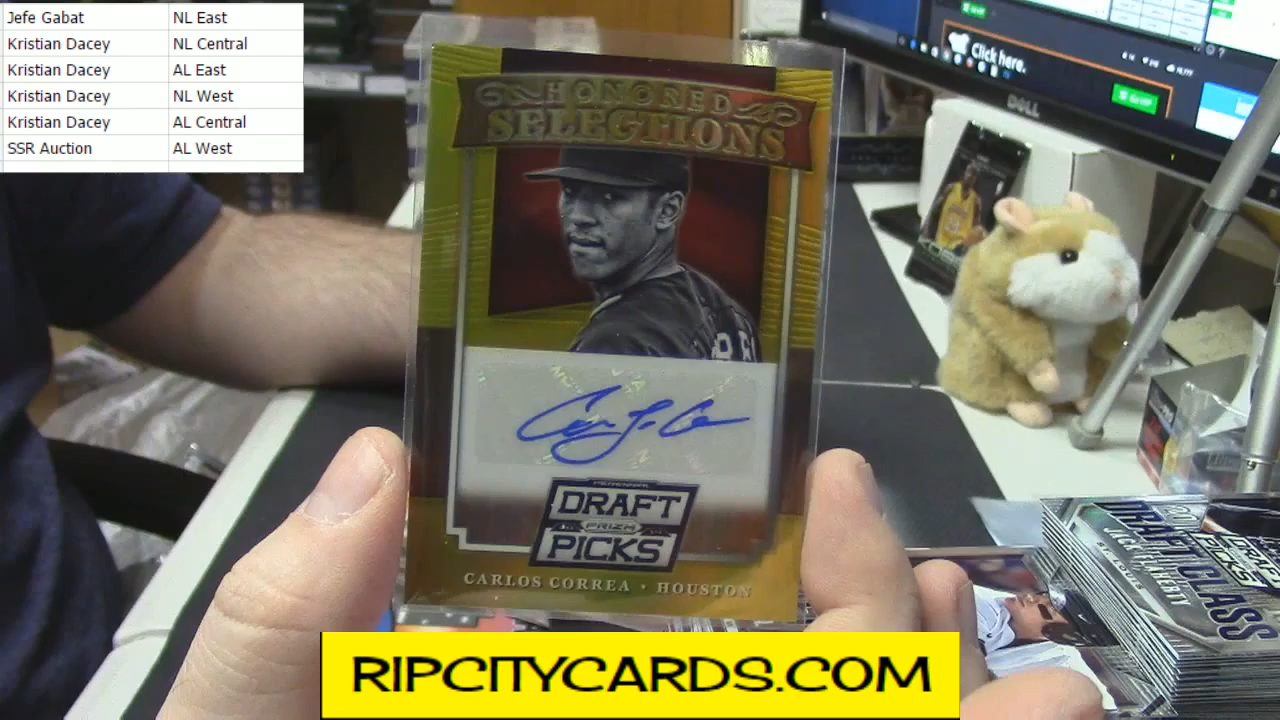 Jefe Gabat NL East
Kristian Dacey NL Central
Kristian Dacey AL East
Kristian Dacey NL West
Kristian Dacey AL Central
SSR Auction AL West
HONORED
SELECTIONS
DRAFT
PRIZM
PICKS
CARLOS CORREA • HOUSTON
Click here.
DELL
DRAFT CLASS
JACK FLAHERTY
RIPCITYCARDS.COM